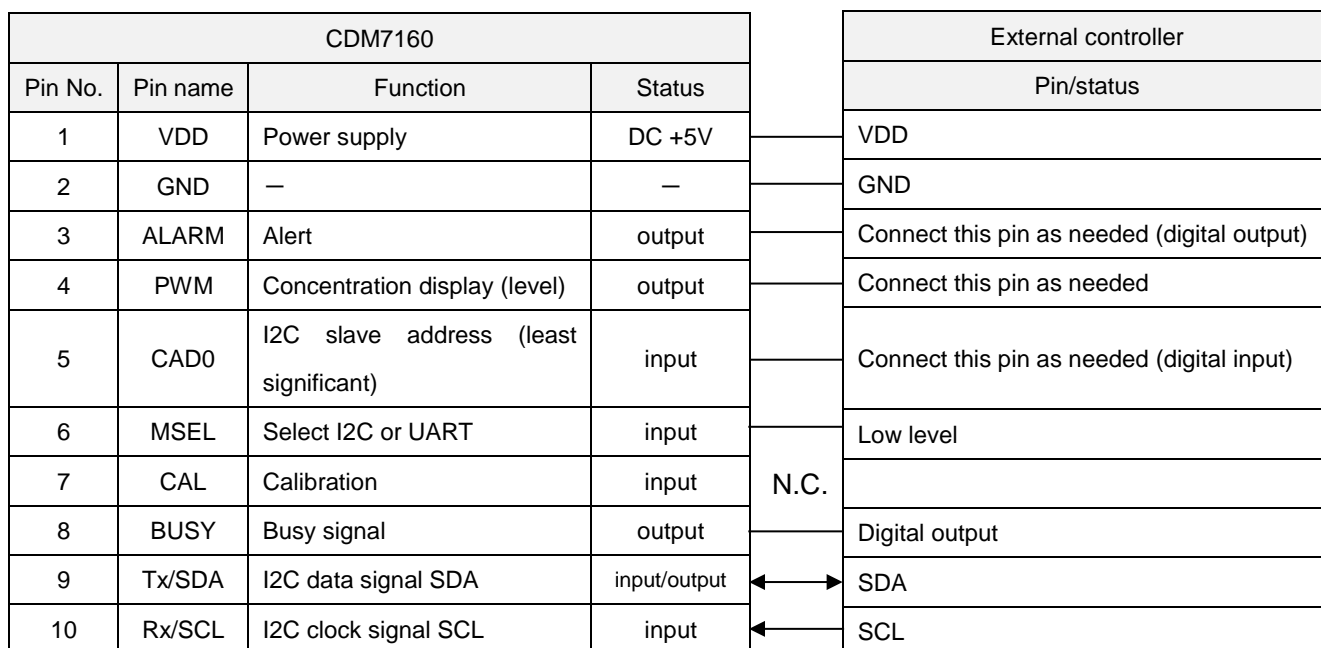 CDM7160 External controller
Pin No. Pin name Function Status Pin/status
1 VDD Power supply DC +5V VDD
2 GND － － GND
3 ALARM Alert output Connect this pin as needed (digital output)
4 PWM Concentration display (level) output Connect this pin as needed
5 CAD0 I2C slave address (least
significant) input Connect this pin as needed (digital input)
6 MSEL Select I2C or UART input Low level
7 CAL Calibration input N.C.
8 BUSY Busy signal output Digital output
9 Tx/SDA I2C data signal SDA input/output SDA
10 Rx/SCL I2C clock signal SCL input SCL